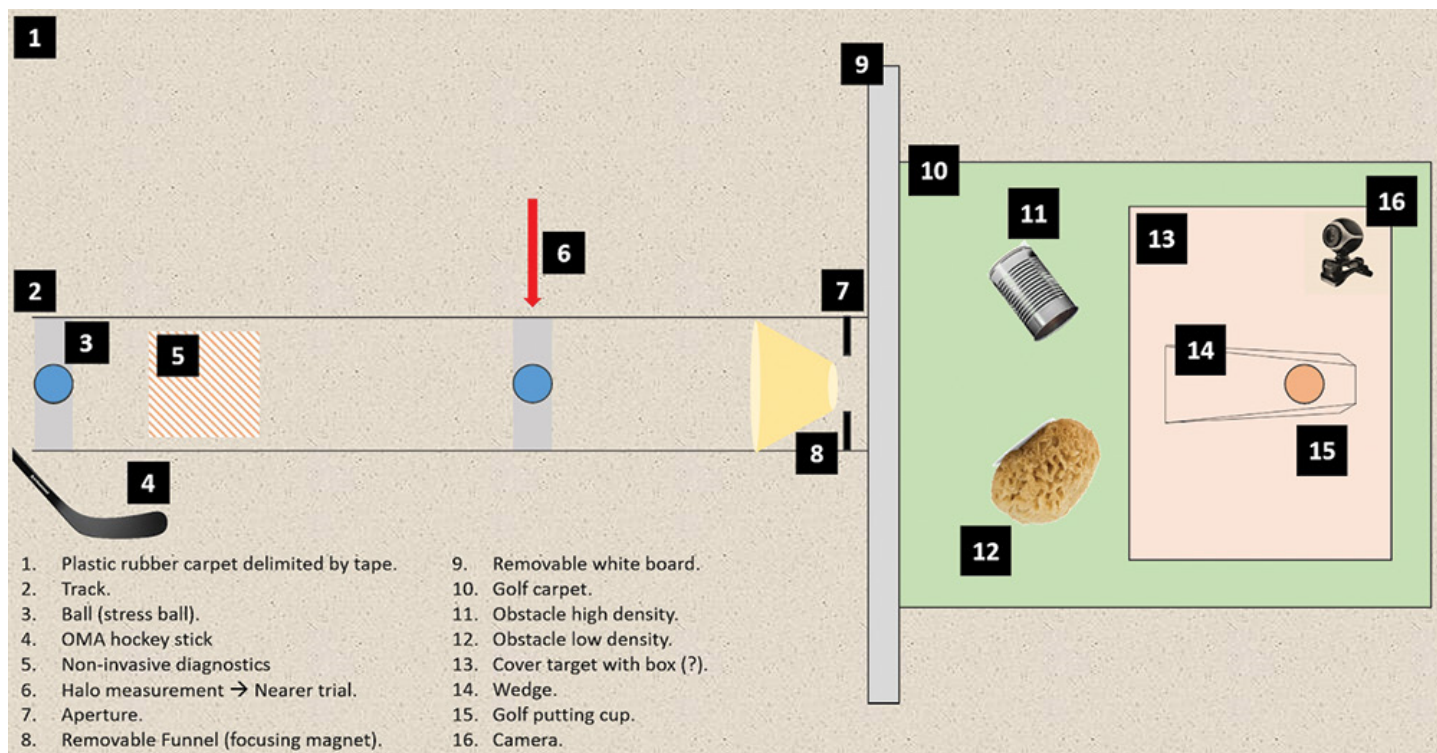 1
9
10
11
16
13
6
2
7
3
5
14
8
15
4
12
1. Plastic rubber carpet delimited by tape.
2. Track.
3. Ball (stress ball).
4. OMA hockey stick
5. Non-invasive diagnostics
6. Halo measurement → Nearer trial.
7. Aperture.
8. Removable Funnel (focusing magnet).
9. Removable white board.
10. Golf carpet.
11. Obstacle high density.
12. Obstacle low density.
13. Cover target with box (?).
14. Wedge.
15. Golf putting cup.
16. Camera.